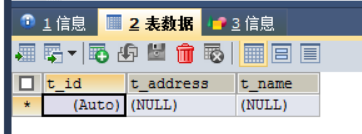 1 信息 2 表数据 3 信息
t_id t_address t_name
* (Auto) (NULL) (NULL)